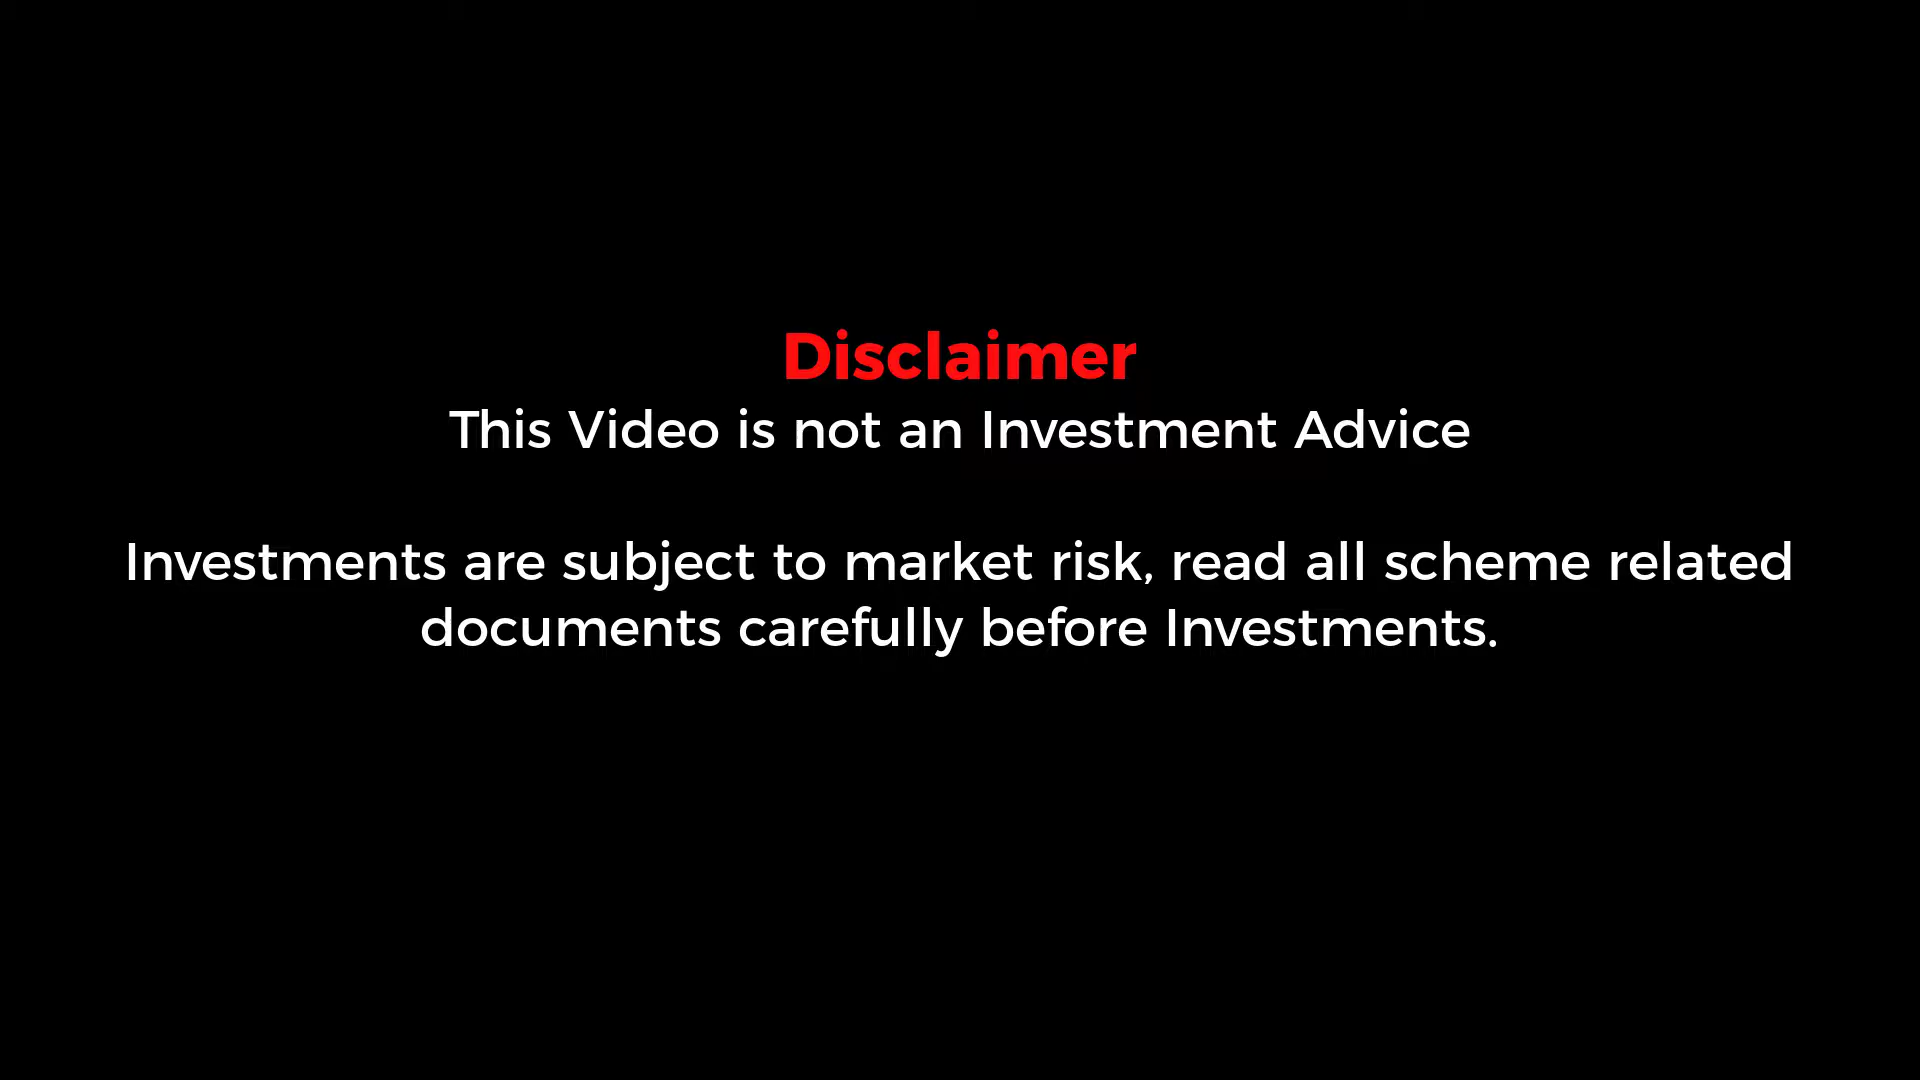 Disclaimer
This Video is not an Investment Advice
Investments are subject to market risk, read all scheme related
documents carefully before Investments.